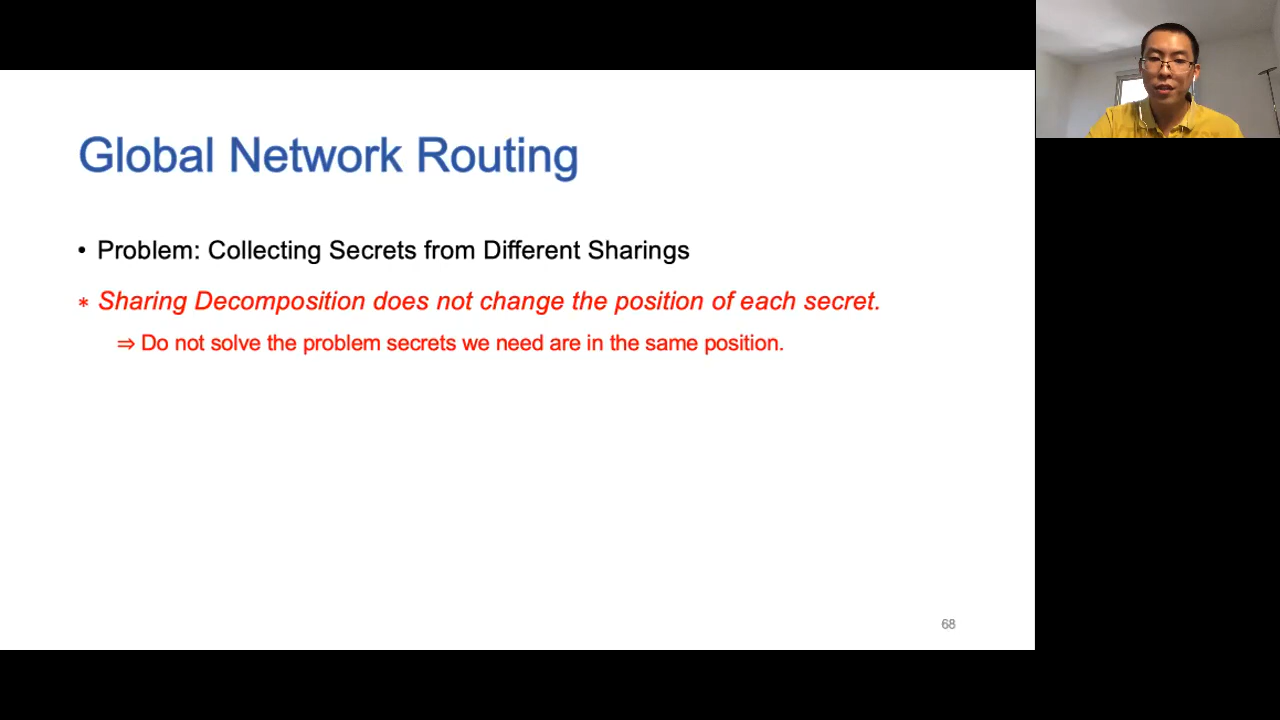 Global Network Routing
• Problem: Collecting Secrets from Different Sharings
* Sharing Decomposition does not change the position of each secret.
⇒ Do not solve the problem secrets we need are in the same position.
68